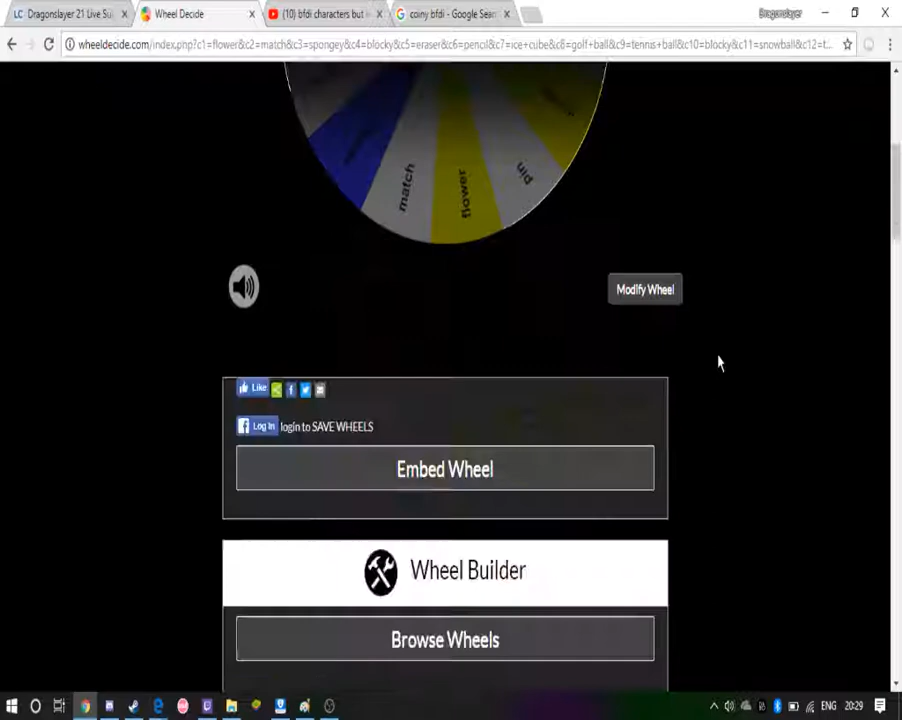 Dragonslayer 21 Live Su
Wheel Decide
(10) bfdi characters but
coiny bfdi - Google Sear
Dragonslayer
wheeldecide.com/index.php?c1=flower&c2=match&c3=spongey&c4=blocky&c5=eraser&c6=pencil&c7=ice+cube&c8=golf+ball&c9=tennis+ball&c10=blocky&c11=snowball&c12=t...
match
flower
pin
Modify Wheel
Like
Log In login to SAVE WHEELS
Embed Wheel
Wheel Builder
Browse Wheels
ENG 20:29